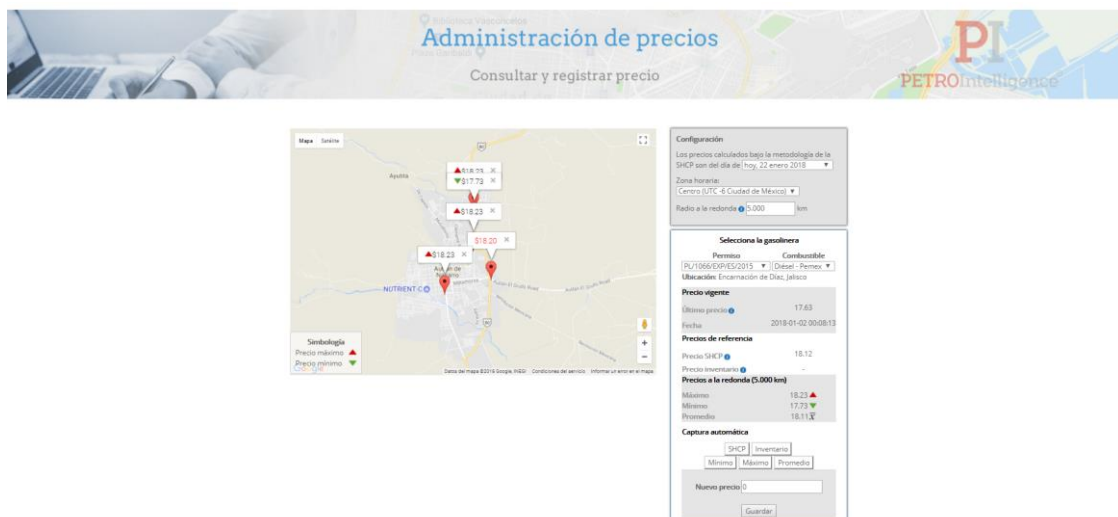 Administración de precios
Consultar y registrar precio
PI
PETROIntelligence
Mapa Satélite
Apulita
$18.23 ×
$17.73 ×
$18.23 ×
$18.20 ×
$18.23 ×
NUTRIENT C
Simbología
Precio máximo
Precio mínimo
Google
Datos del mapa ©2018 Google, INEGI Condiciones del servicio Informar un error en el mapa
Configuración
Los precios calculados bajo la metodología de la
SHCP son del día de hoy, 22 enero 2018
Zona horaria:
Centro (UTC -6 Ciudad de México)
Radio a la redonda 5.000 km
Selecciona la gasolinera
Permiso Combustible
PL/1066/EXP/ES/2015 Diésel - Pemex
Ubicación: Encarnación de Díaz, Jalisco
Precio vigente
Último precio 17.63
Fecha 2018-01-02 00:08:13
Precios de referencia
Precio SHCP 18.12
Precio inventario -
Precios a la redonda (5.000 km)
Máximo 18.23
Mínimo 17.73
Promedio 18.11 X̅
Captura automática
SHCP Inventario
Mínimo Máximo Promedio
Nuevo precio 0
Guardar